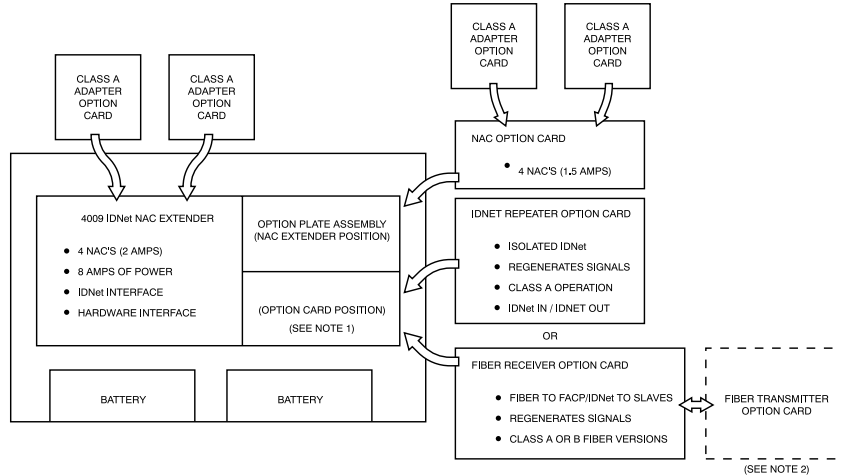 CLASS A
ADAPTER
OPTION
CARD
CLASS A
ADAPTER
OPTION
CARD
CLASS A
ADAPTER
OPTION
CARD
CLASS A
ADAPTER
OPTION
CARD
NAC OPTION CARD
• 4 NAC'S (1.5 AMPS)
4009 IDNet NAC EXTENDER
• 4 NAC'S (2 AMPS)
• 8 AMPS OF POWER
• IDNet INTERFACE
• HARDWARE INTERFACE
OPTION PLATE ASSEMBLY
(NAC EXTENDER POSITION)
(OPTION CARD POSITION)
(SEE NOTE 1)
IDNET REPEATER OPTION CARD
• ISOLATED IDNet
• REGENERATES SIGNALS
• CLASS A OPERATION
• IDNet IN / IDNET OUT
OR
FIBER RECEIVER OPTION CARD
• FIBER TO FACP/IDNet TO SLAVES
• REGENERATES SIGNALS
• CLASS A OR B FIBER VERSIONS
FIBER TRANSMITTER
OPTION CARD
(SEE NOTE 2)
BATTERY
BATTERY